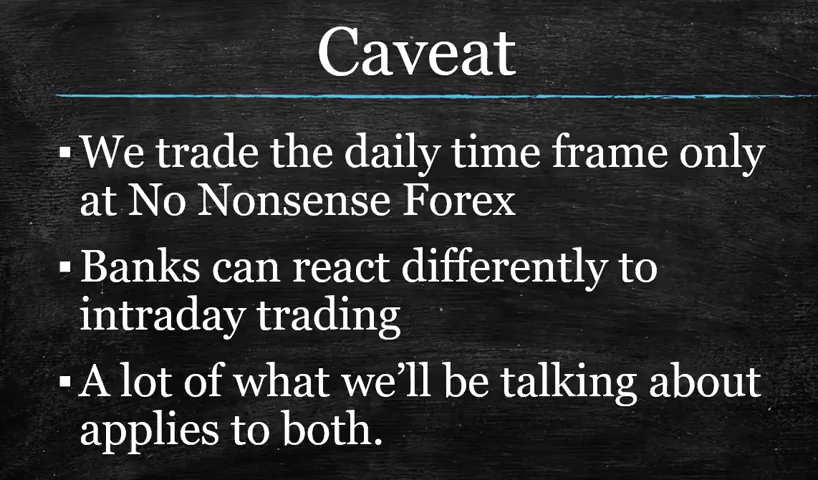 Caveat
▪ We trade the daily time frame only
at No Nonsense Forex
▪ Banks can react differently to
intraday trading
▪ A lot of what we’ll be talking about
applies to both.